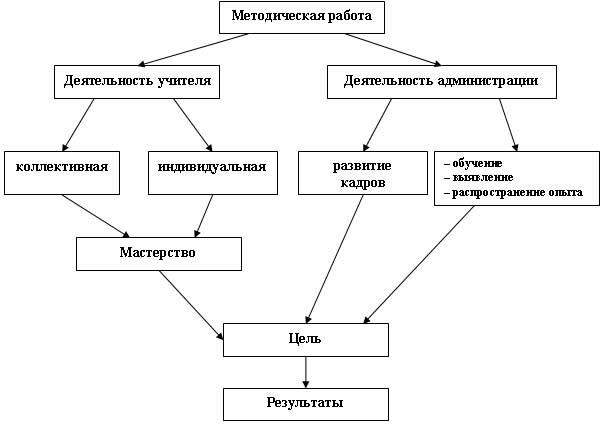 Методическая работа
Деятельность учителя
Деятельность администрации
коллективная
индивидуальная
развитие
кадров
– обучение
– выявление
– распространение опыта
Мастерство
Цель
Результаты